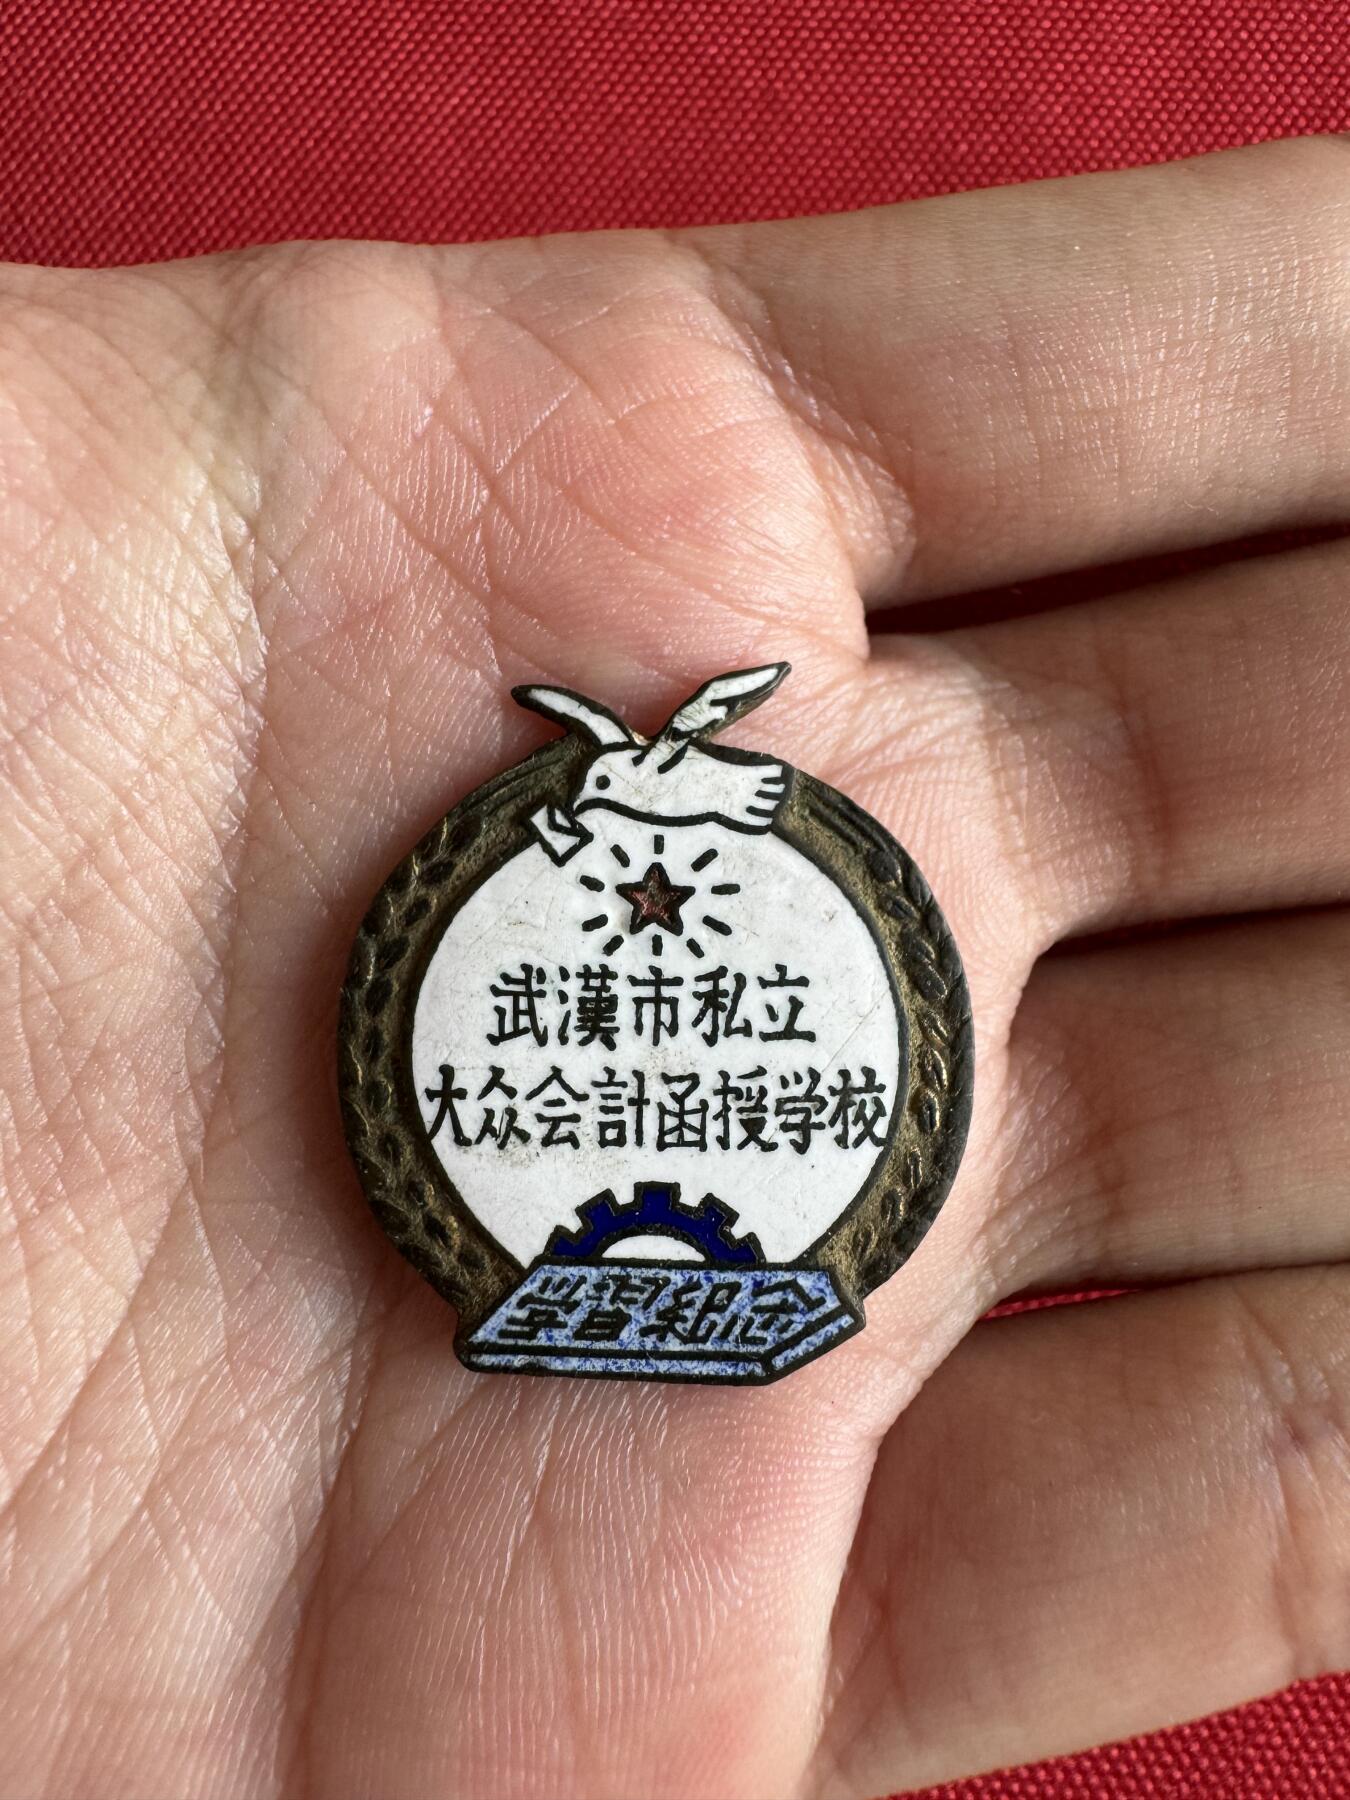 武漢市私立
大众会計函授学校
学習紀念